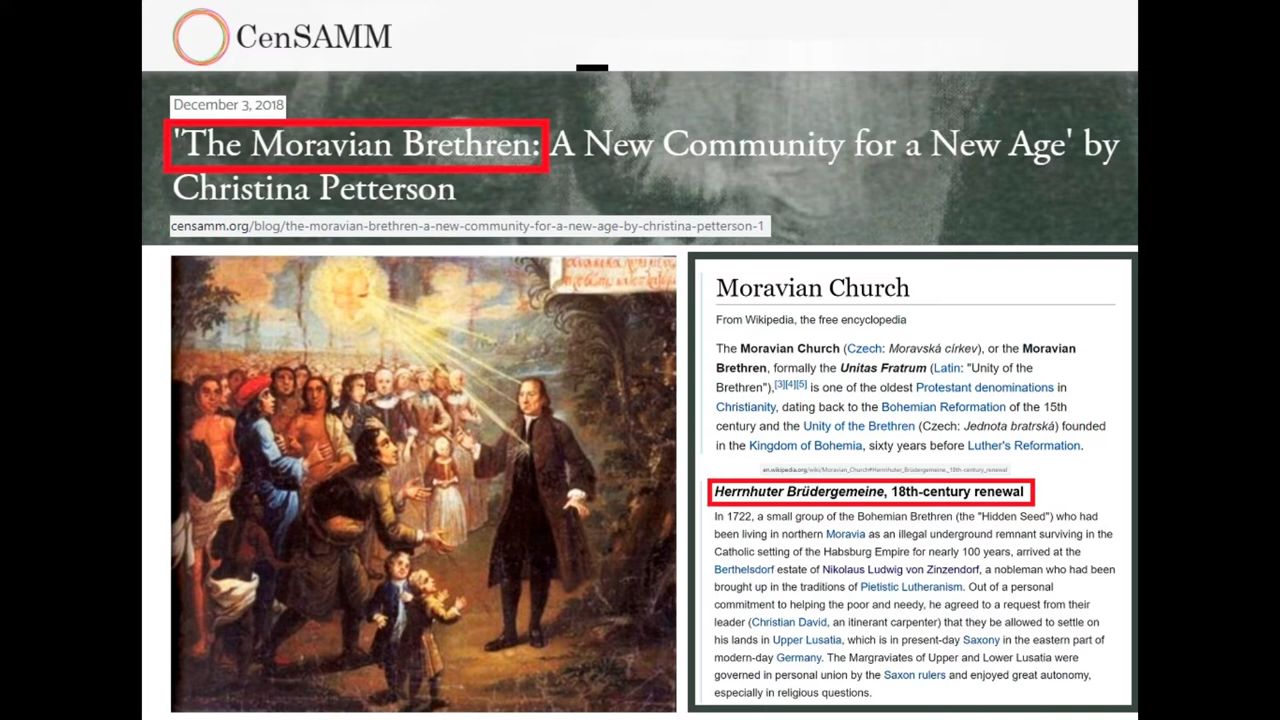 CenSAMM
December 3, 2018
'The Moravian Brethren: A New Community for a New Age' by
Christina Petterson
censamm.org/blog/the-moravian-brethren-a-new-community-for-a-new-age-by-christina-petterson-1
Moravian Church
From Wikipedia, the free encyclopedia
The Moravian Church (Czech: Moravská církev), or the Moravian
Brethren, formally the Unitas Fratrum (Latin: "Unity of the
Brethren"),[3][4][5] is one of the oldest Protestant denominations in
Christianity, dating back to the Bohemian Reformation of the 15th
century and the Unity of the Brethren (Czech: Jednota bratrská) founded
in the Kingdom of Bohemia, sixty years before Luther's Reformation.
en.wikipedia.org/wiki/Moravian_Church#Herrnhuter_Brüdergemeine,_18th-century_renewal
Herrnhuter Brüdergemeine, 18th-century renewal
In 1722, a small group of the Bohemian Brethren (the "Hidden Seed") who had
been living in northern Moravia as an illegal underground remnant surviving in the
Catholic setting of the Habsburg Empire for nearly 100 years, arrived at the
Berthelsdorf estate of Nikolaus Ludwig von Zinzendorf, a nobleman who had been
brought up in the traditions of Pietistic Lutheranism. Out of a personal
commitment to helping the poor and needy, he agreed to a request from their
leader (Christian David, an itinerant carpenter) that they be allowed to settle on
his lands in Upper Lusatia, which is in present-day Saxony in the eastern part of
modern-day Germany. The Margraviates of Upper and Lower Lusatia were
governed in personal union by the Saxon rulers and enjoyed great autonomy,
especially in religious questions.